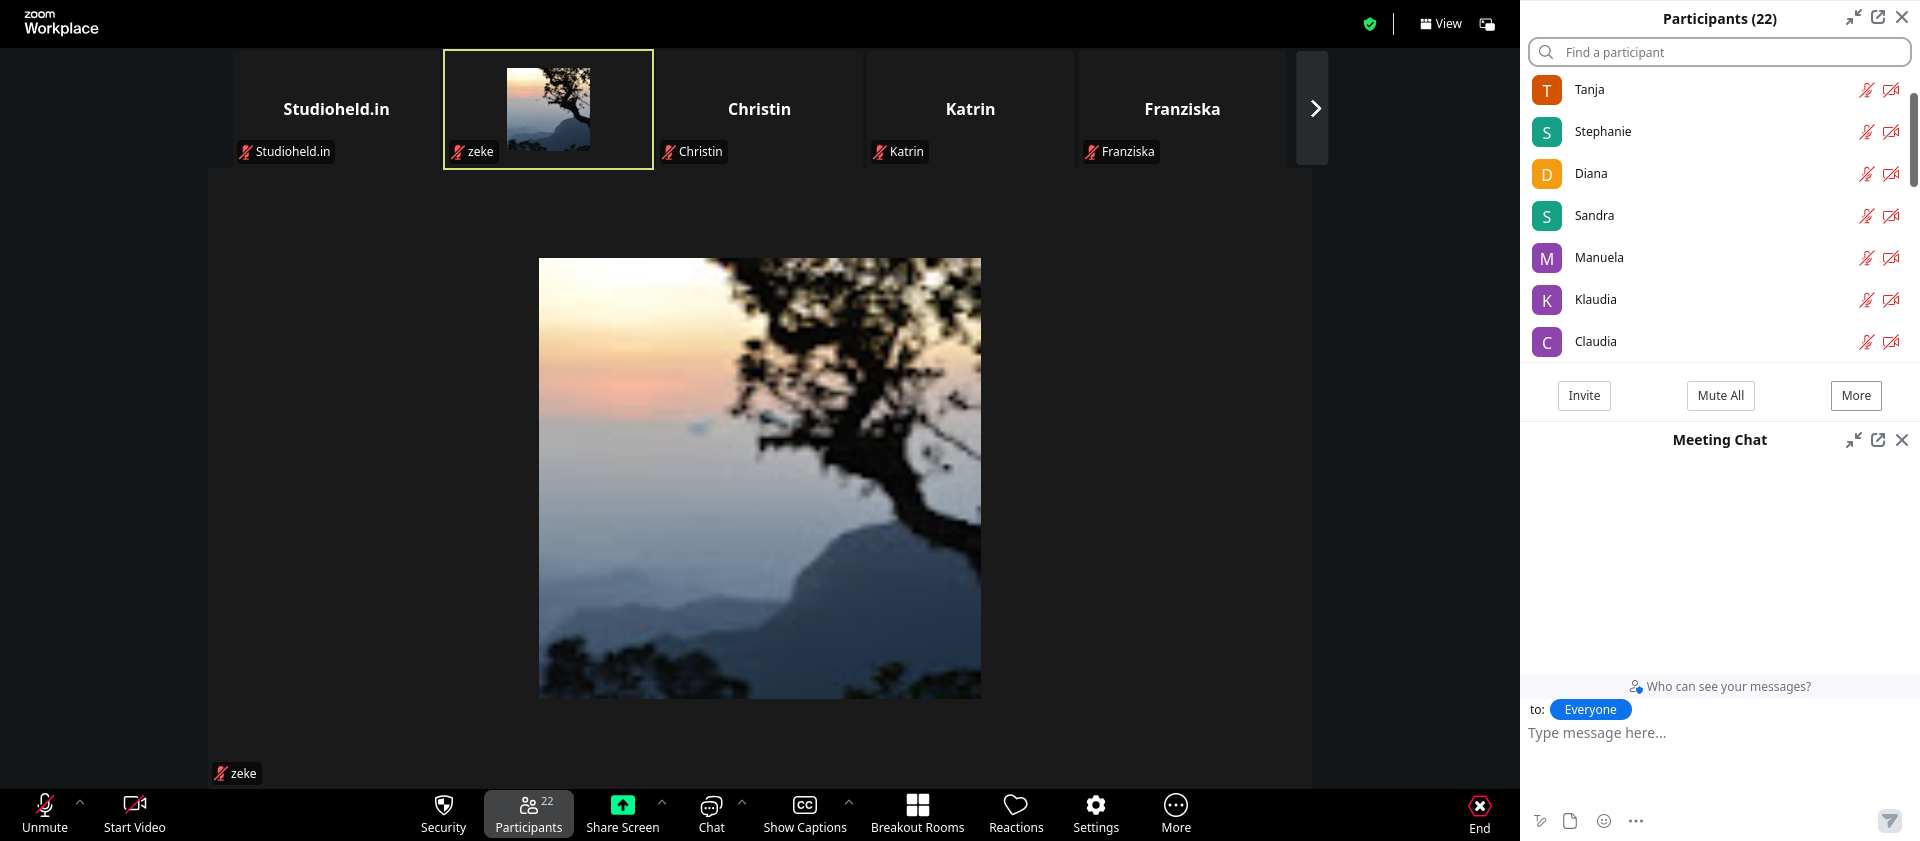 zoom
Workplace
View
Studioheld.in
Christin
Katrin
Franziska
Studioheld.in
zeke
Christin
Katrin
Franziska
zeke
Unmute
Start Video
Security
22
Participants
Share Screen
Chat
CC
Show Captions
Breakout Rooms
Reactions
Settings
More
End
Participants (22)
Find a participant
T Tanja
S Stephanie
D Diana
S Sandra
M Manuela
K Klaudia
C Claudia
Invite
Mute All
More
Meeting Chat
Who can see your messages?
to: Everyone
Type message here...